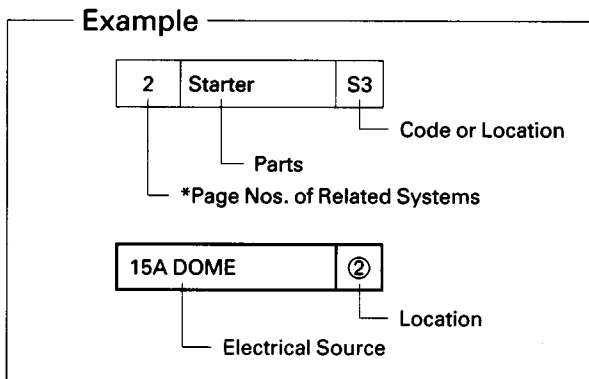 Example
2 Starter S3
Code or Location
Parts
*Page Nos. of Related Systems
15A DOME ②
Location
Electrical Source